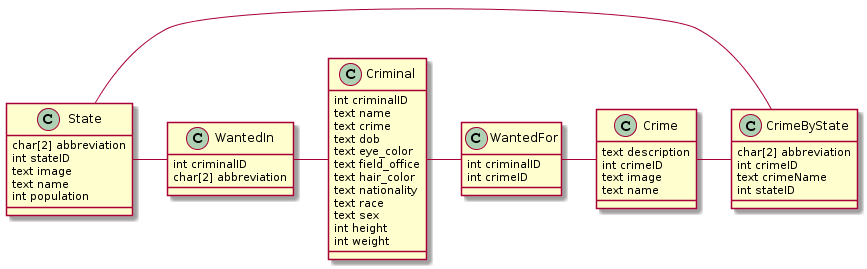 C State
char[2] abbreviation
int stateID
text image
text name
int population
C WantedIn
int criminalID
char[2] abbreviation
C Criminal
int criminalID
text name
text crime
text dob
text eye_color
text field_office
text hair_color
text nationality
text race
text sex
int height
int weight
C WantedFor
int criminalID
int crimeID
C Crime
text description
int crimeID
text image
text name
C CrimeByState
char[2] abbreviation
int crimeID
text crimeName
int stateID